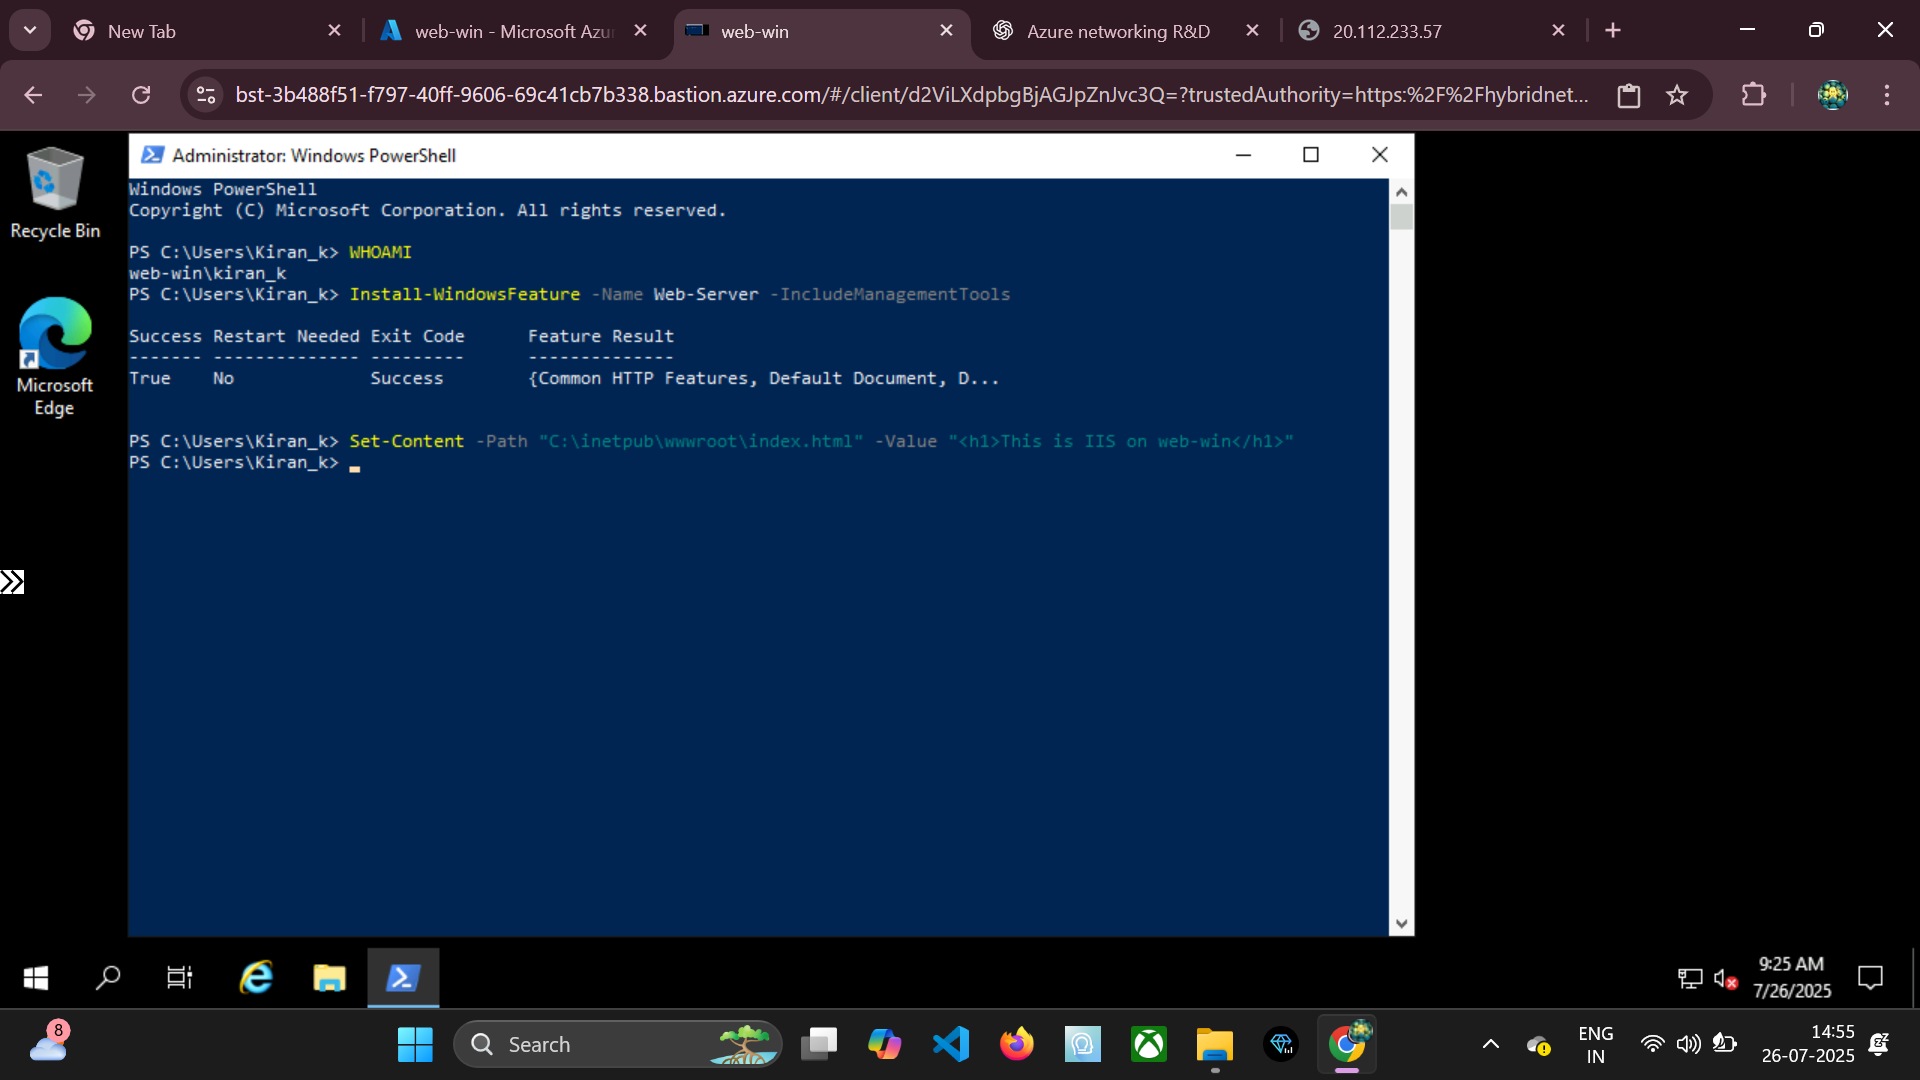 New Tab
web-win - Microsoft Azu
web-win
Azure networking R&D
20.112.233.57
bst-3b488f51-f797-40ff-9606-69c41cb7b338.bastion.azure.com/#/client/d2ViLXdpbgBjAGJpZnJvc3Q=?trustedAuthority=https:%2F%2Fhybridnet...
Recycle Bin
Microsoft
Edge
Administrator: Windows PowerShell
Windows PowerShell
Copyright (C) Microsoft Corporation. All rights reserved.
PS C:\Users\Kiran_k> WHOAMI
web-win\kiran_k
PS C:\Users\Kiran_k> Install-WindowsFeature -Name Web-Server -IncludeManagementTools
Success Restart Needed Exit Code      Feature Result
------- -------------- ---------      --------------
True    No             Success        {Common HTTP Features, Default Document, D...
PS C:\Users\Kiran_k> Set-Content -Path "C:\inetpub\wwwroot\index.html" -Value "<h1>This is IIS on web-win</h1>"
PS C:\Users\Kiran_k>
9:25 AM
7/26/2025
8
Search
ENG
IN
14:55
26-07-2025